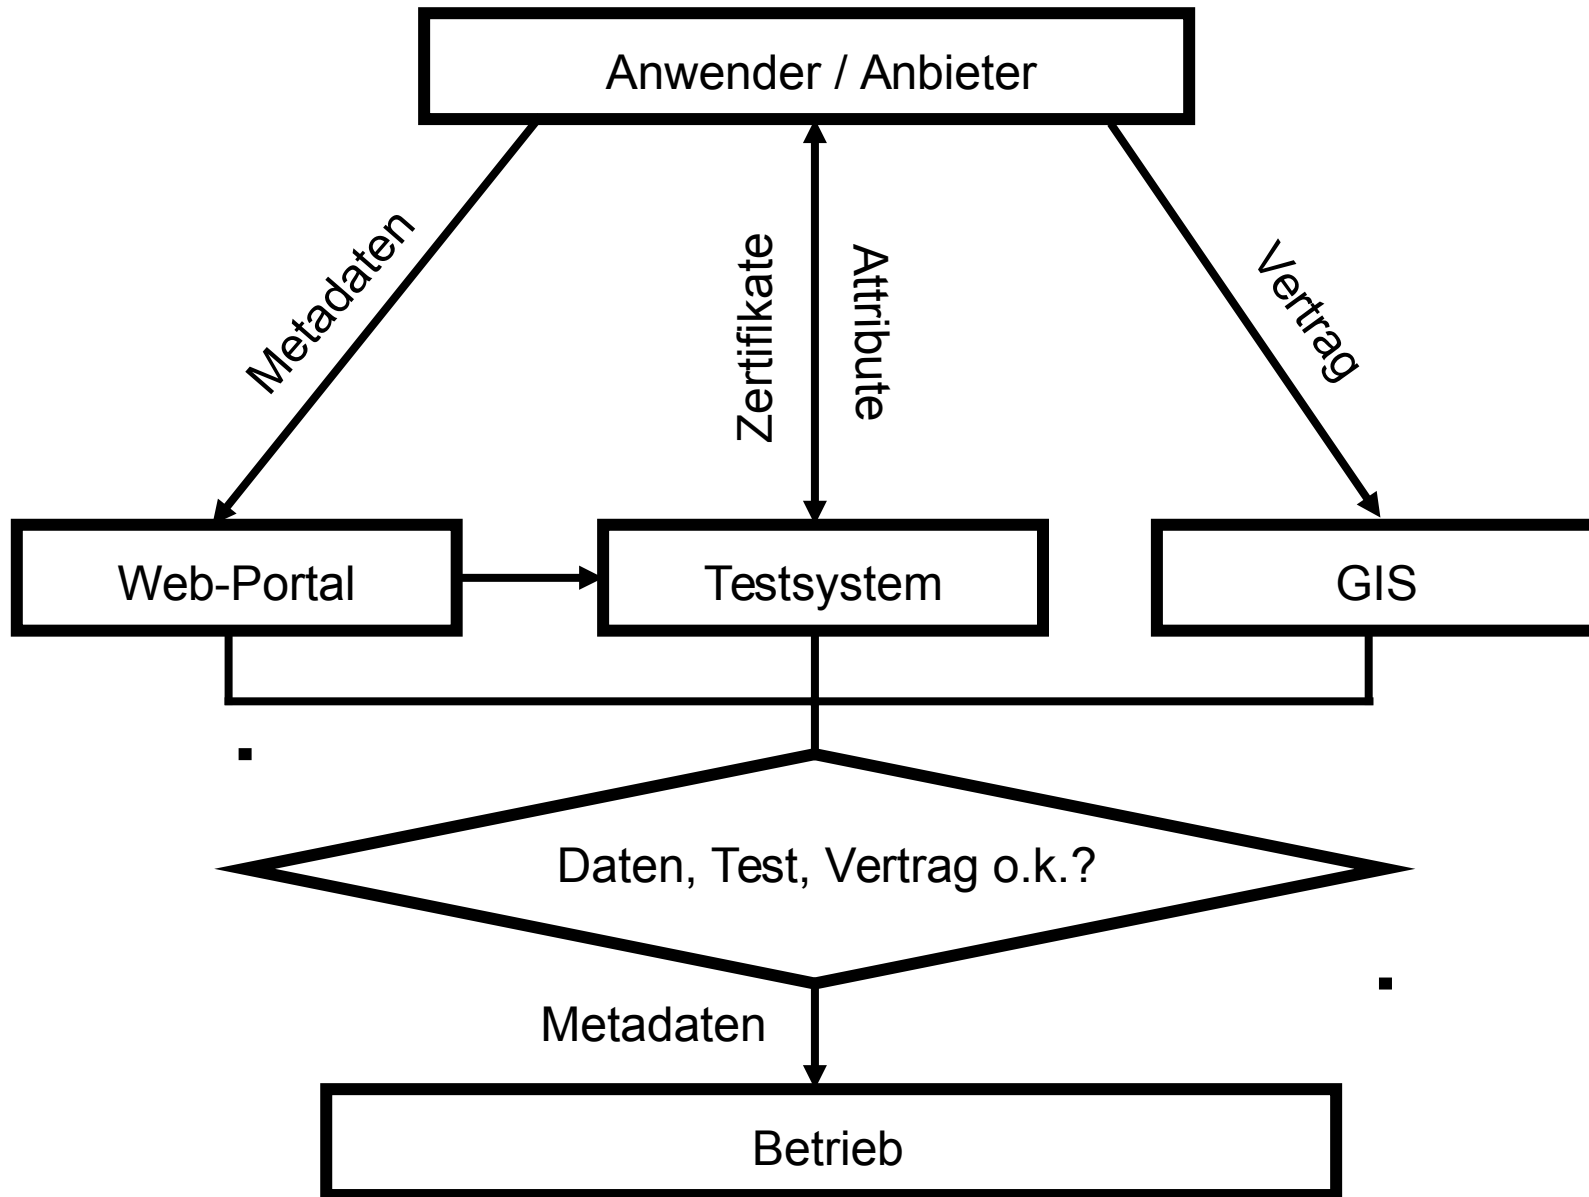 Anwender / Anbieter
Metadaten
Zertifikate
Attribute
Vertrag
Web-Portal
Testsystem
GIS
Daten, Test, Vertrag o.k.?
Metadaten
Betrieb